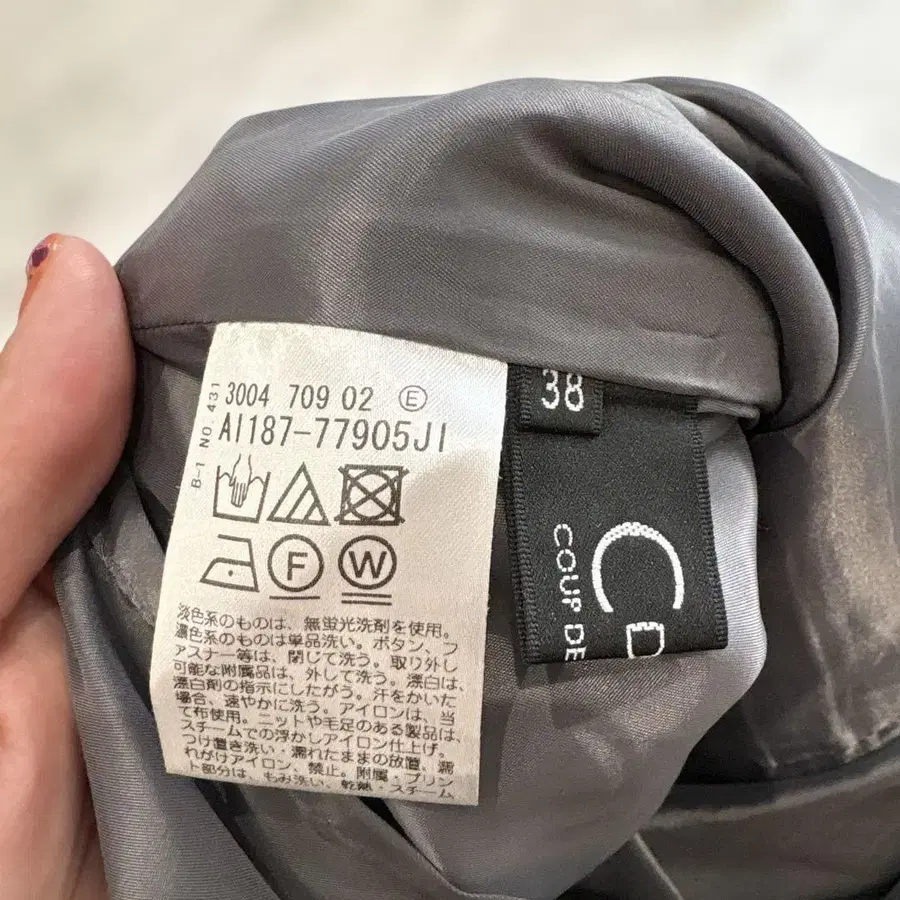 B-1 NO. 431
3004 709 02 Ⓔ
A1187-77905J1
F W
淡色系のものは、無蛍光洗剤を使用。
濃色系のものは単品洗い。ボタン、フ
ァスナー等は、閉じて洗う。取り外し
可能な附属品は、外して洗う。漂白は、
漂白剤の指示にしたがう。汗をかいた
場合、速やかに洗う。アイロンは、当
て布使用。ニットや毛足のある製品は、
スチームでの浮かしアイロン仕上げ。
つけ置き洗い・濡れたままの放置、濡
れがけアイロン、禁止。附属・プリン
ト部分は、もみ洗い、乾熱・スチーム
38
COUP DE
C D